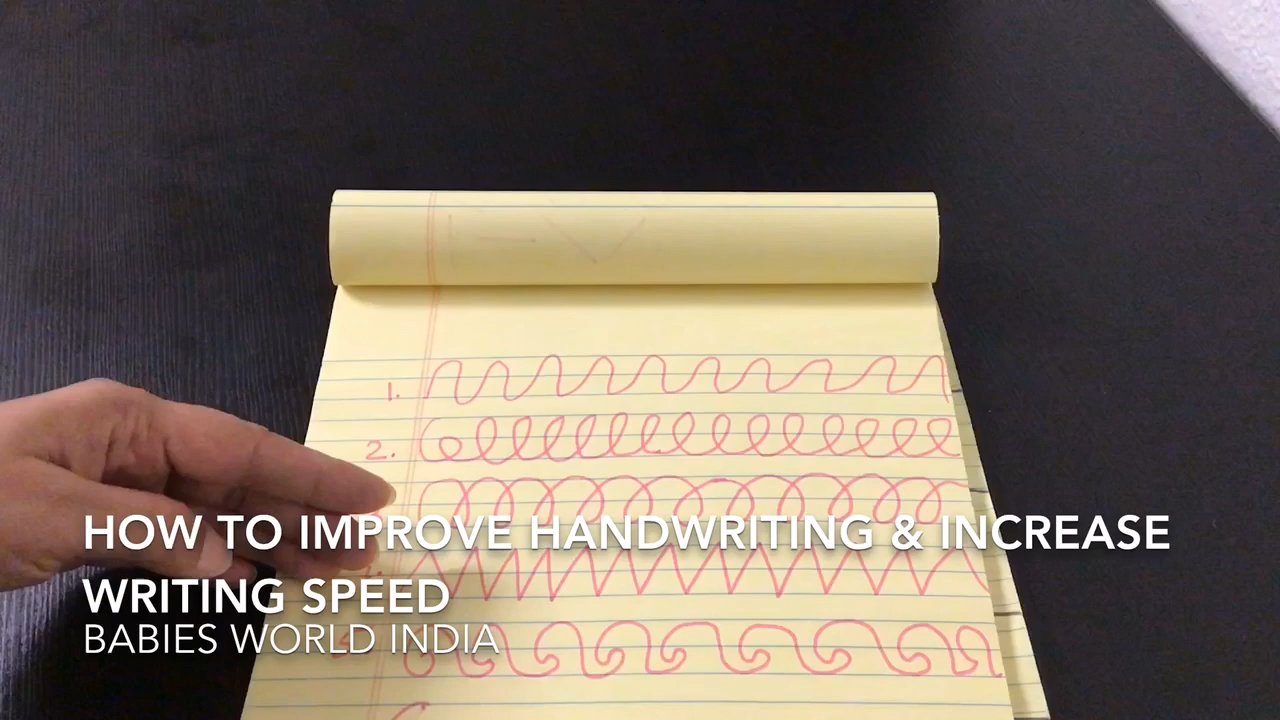 1.
2.
HOW TO IMPROVE HANDWRITING & INCREASE
WRITING SPEED
BABIES WORLD INDIA